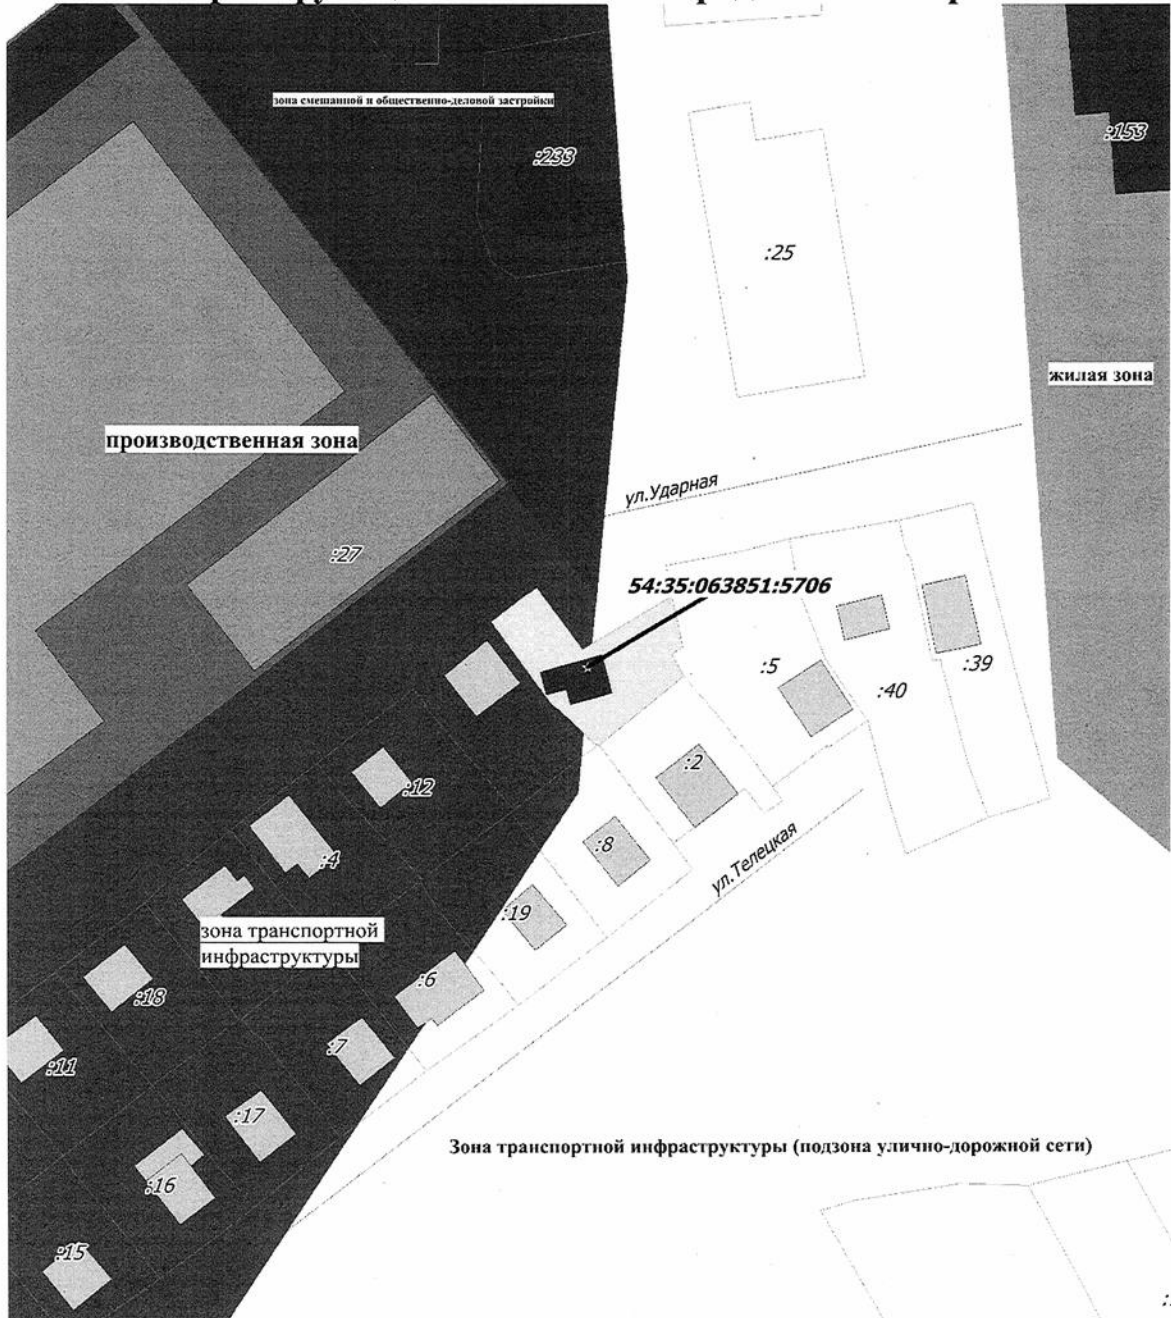 зона смешанной и общественно-деловой застройки
:153
:233
:25
жилая зона
производственная зона
ул.Ударная
:27
54:35:063851:5706
:5
:39
:40
:2
:12
:8
:4
ул.Телецкая
:19
зона транспортной
инфраструктуры
:6
:18
:7
:11
:17
Зона транспортной инфраструктуры (подзона улично-дорожной сети)
:16
:15